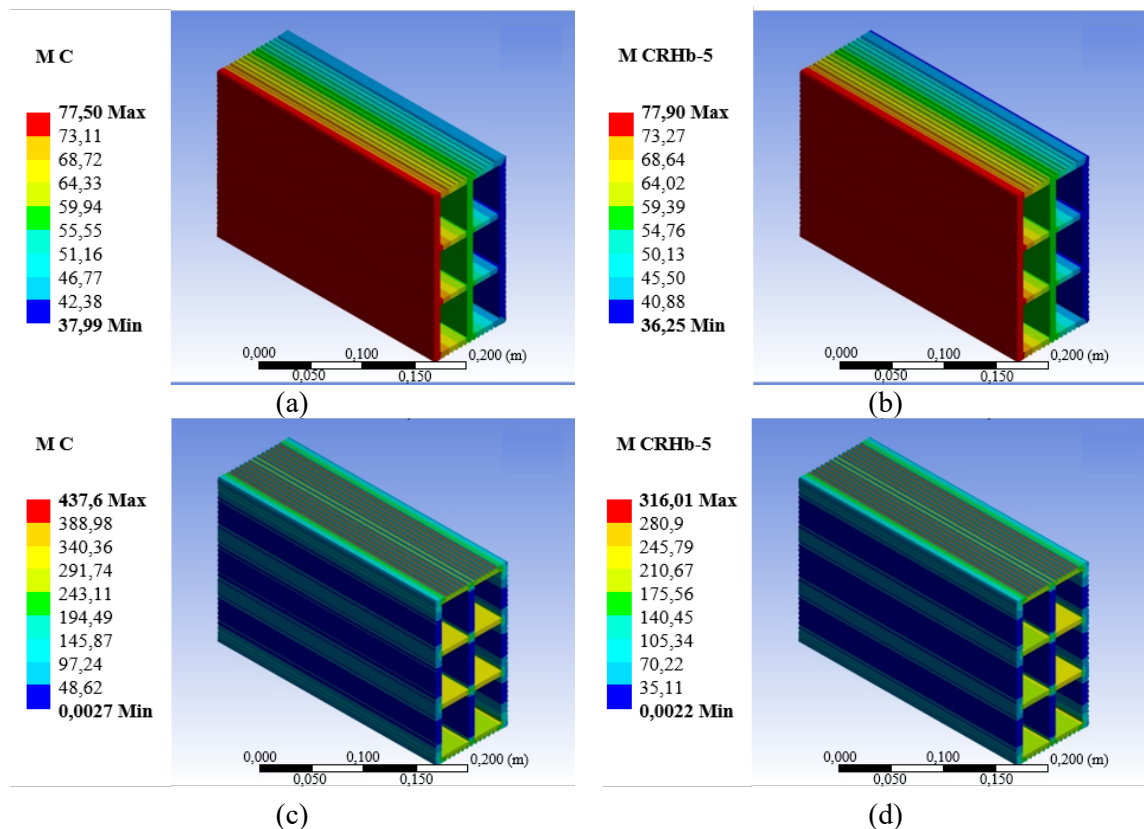 M C
77,50 Max
73,11
68,72
64,33
59,94
55,55
51,16
46,77
42,38
37,99 Min
0,000
0,100
0,200 (m)
0,050
0,150
(a)
M CRHb-5
77,90 Max
73,27
68,64
64,02
59,39
54,76
50,13
45,50
40,88
36,25 Min
0,000
0,100
0,200 (m)
0,050
0,150
(b)
M C
437,6 Max
388,98
340,36
291,74
243,11
194,49
145,87
97,24
48,62
0,0027 Min
0,000
0,100
0,200 (m)
0,050
0,150
(c)
M CRHb-5
316,01 Max
280,9
245,79
210,67
175,56
140,45
105,34
70,22
35,11
0,0022 Min
0,000
0,100
0,200 (m)
0,050
0,150
(d)